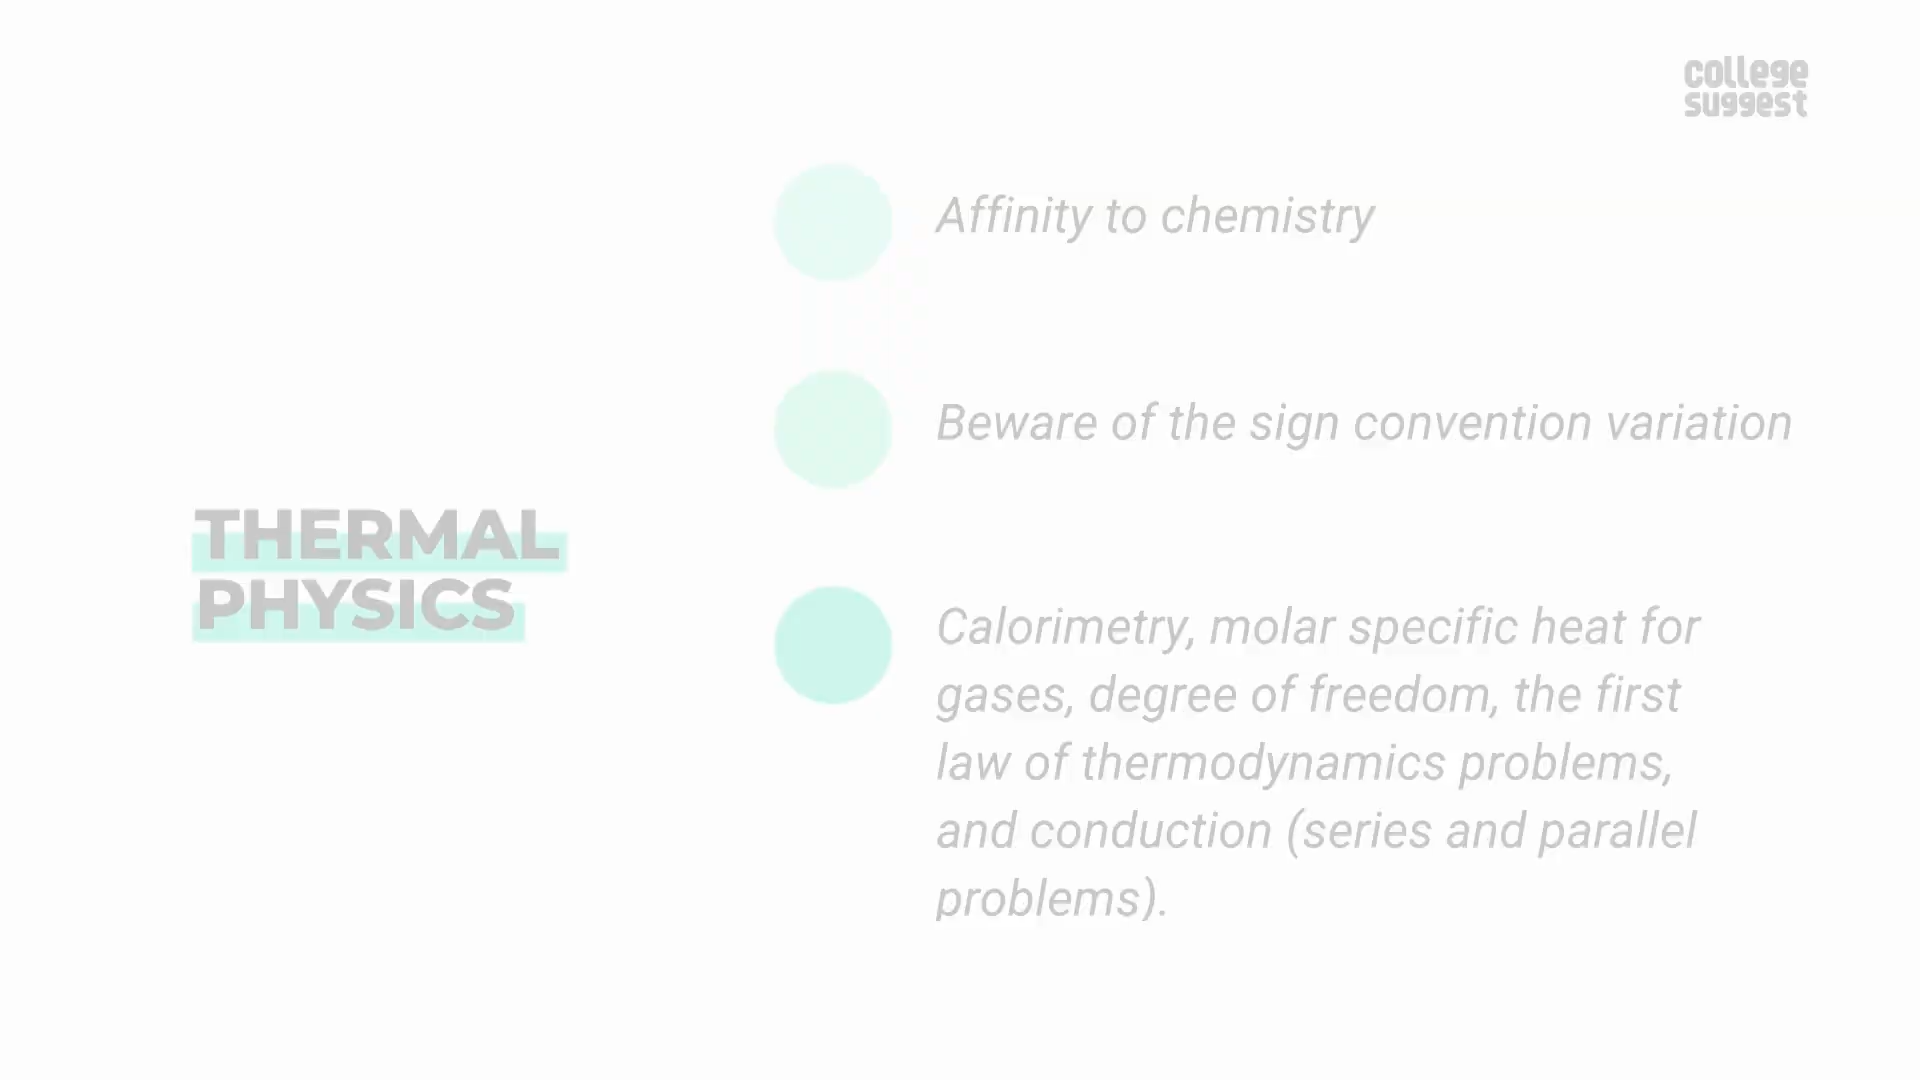 college
suggest
Affinity to chemistry
Beware of the sign convention variation
THERMAL
PHYSICS
Calorimetry, molar specific heat for
gases, degree of freedom, the first
law of thermodynamics problems,
and conduction (series and parallel
problems).